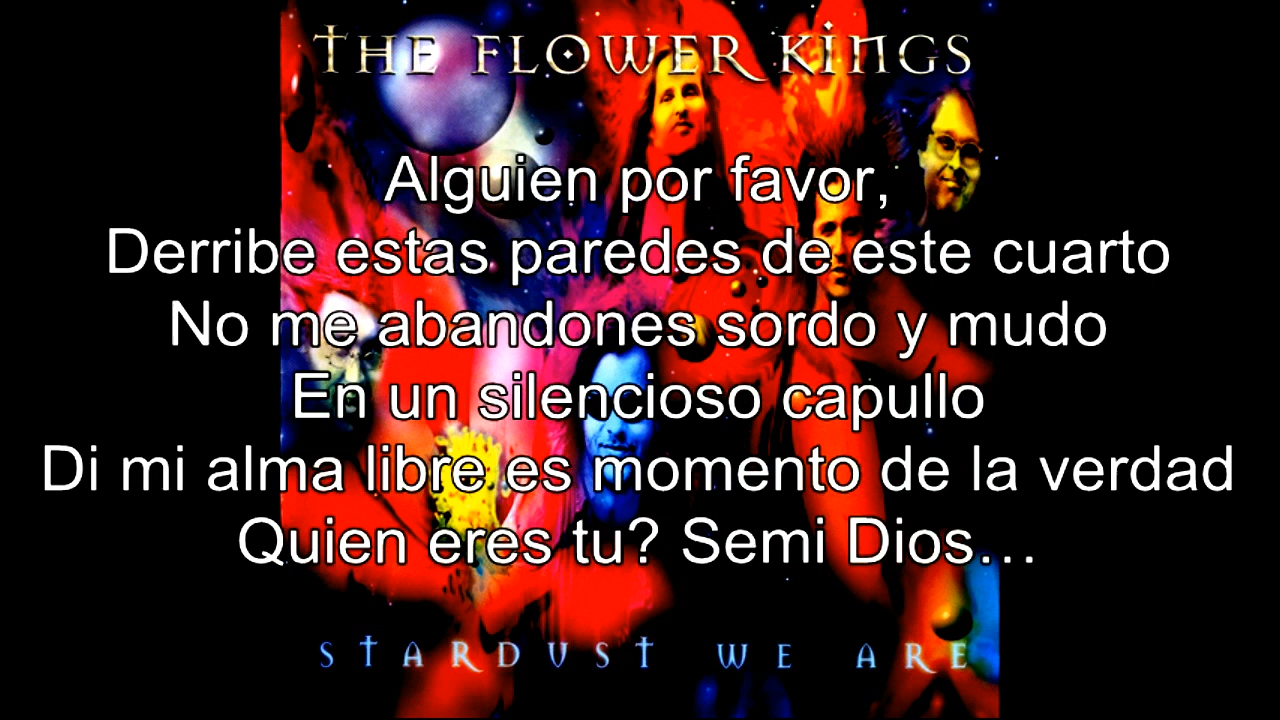 THE FLOWER KINGS
Alguien por favor,
Derribe estas paredes de este cuarto
No me abandones sordo y mudo
En un silencioso capullo
Di mi alma libre es momento de la verdad
Quien eres tu? Semi Dios…
STARDUST WE ARE